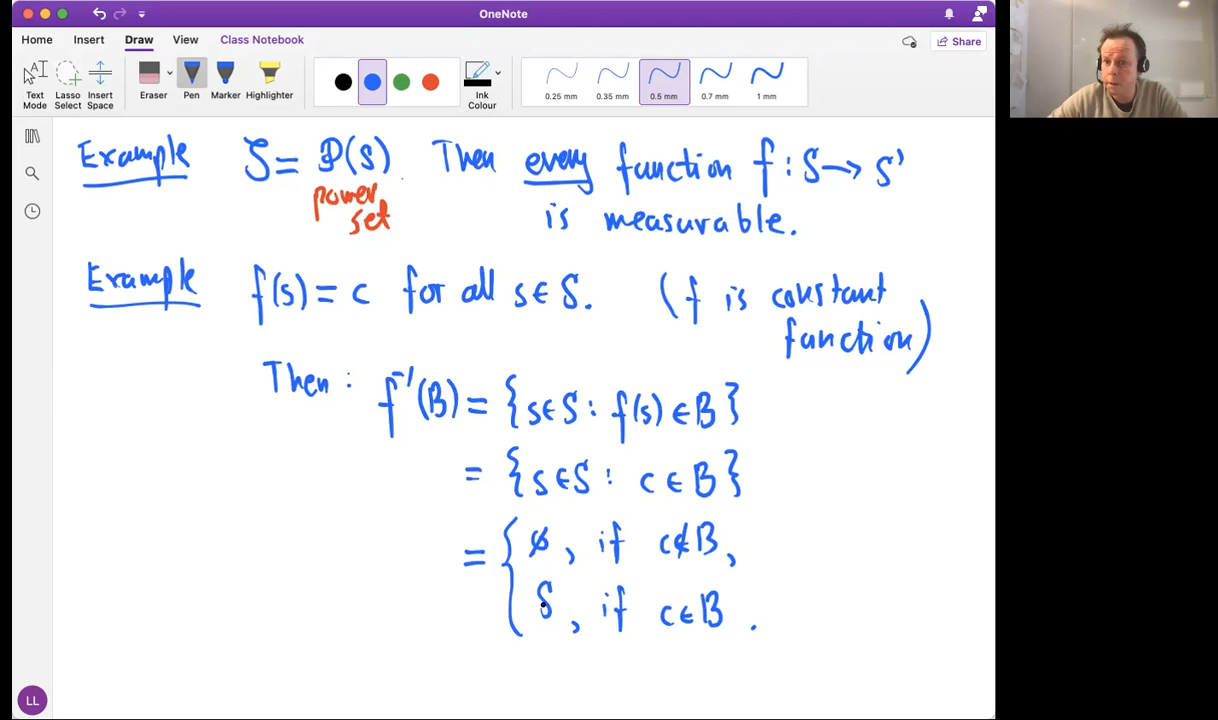 OneNote
Home Insert Draw View Class Notebook Share
Text Mode Lasso Select Insert Space Eraser Pen Marker Highlighter Ink Colour 0.25 mm 0.35 mm 0.5 mm 0.7 mm 1 mm
Example 𝒮 = 𝒫(S) Then every function f : S → S'
power set
is measurable.
Example f(s) = c for all s ∈ S. (f is constant
function)
Then : f⁻¹(B) = {s ∈ S : f(s) ∈ B}
= {s ∈ S : c ∈ B}
= { ∅, if c ∉ B,
S, if c ∈ B.
LL